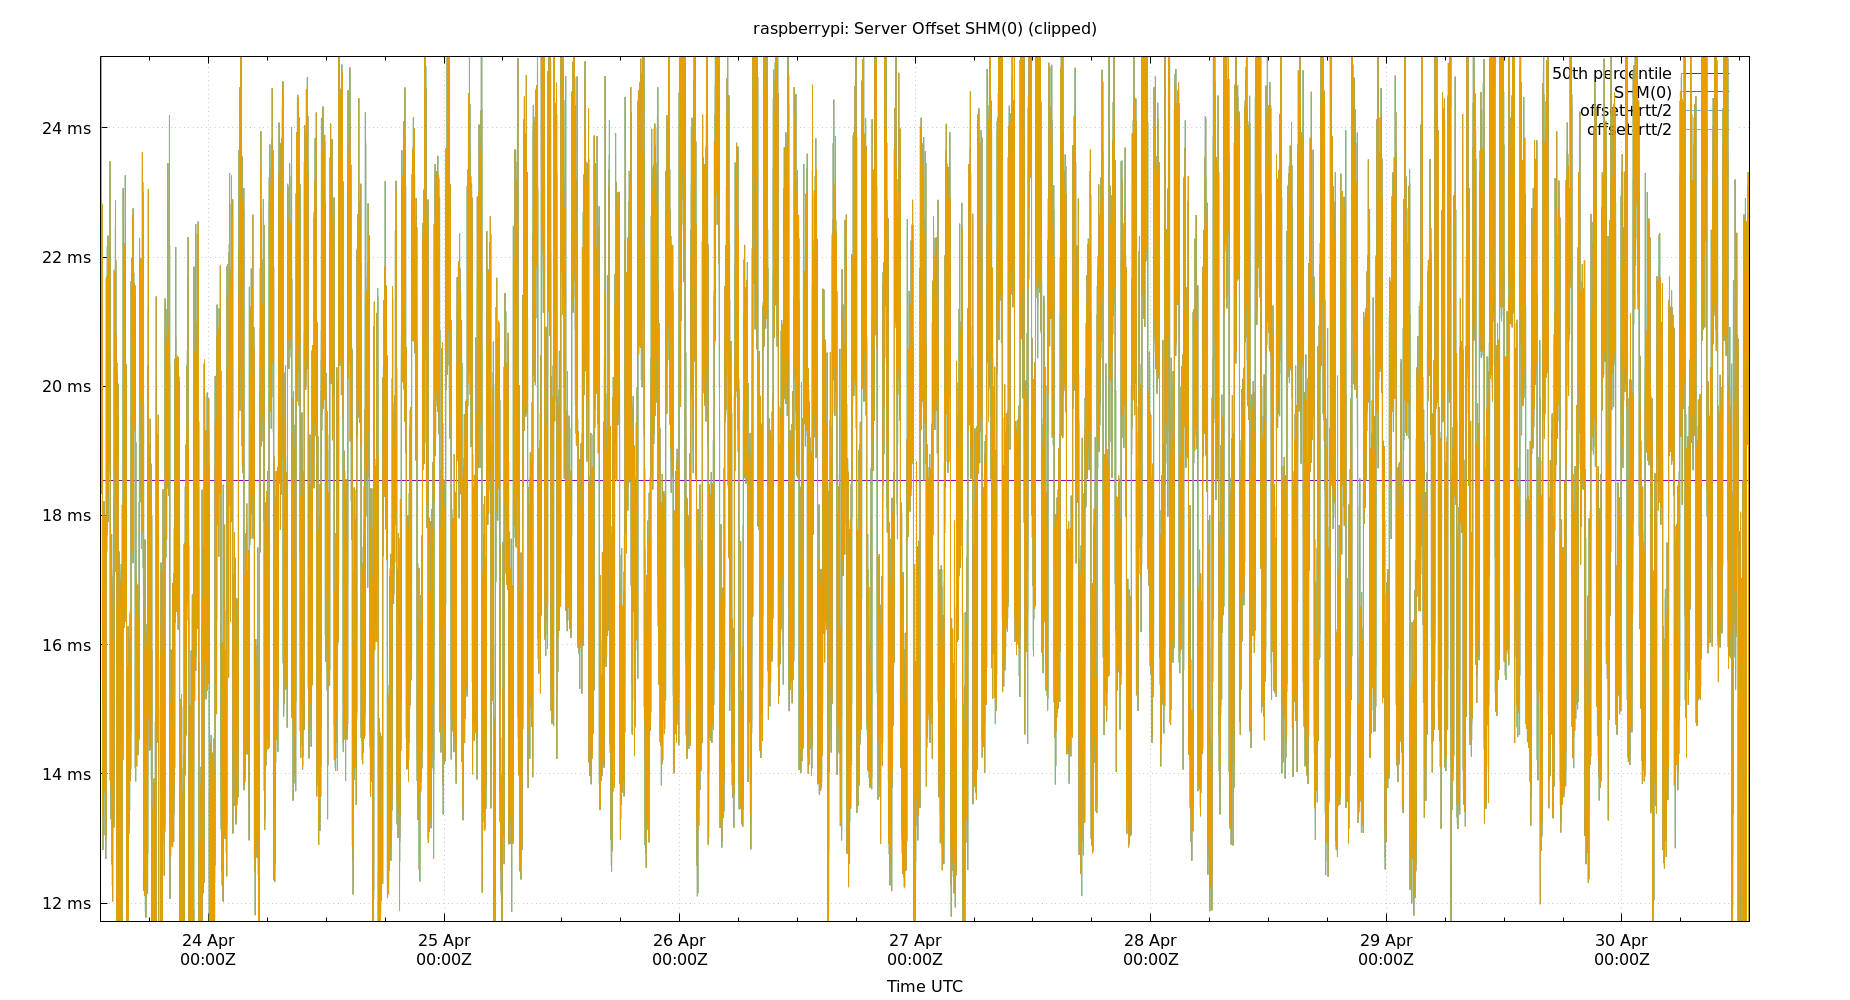 raspberrypi: Server Offset SHM(0) (clipped)
50th percentile
SHM(0)
offset+rtt/2
offset-rtt/2
24 ms
22 ms
20 ms
18 ms
16 ms
14 ms
12 ms
24 Apr 25 Apr 26 Apr 27 Apr 28 Apr 29 Apr 30 Apr
00:00Z 00:00Z 00:00Z 00:00Z 00:00Z 00:00Z 00:00Z
Time UTC